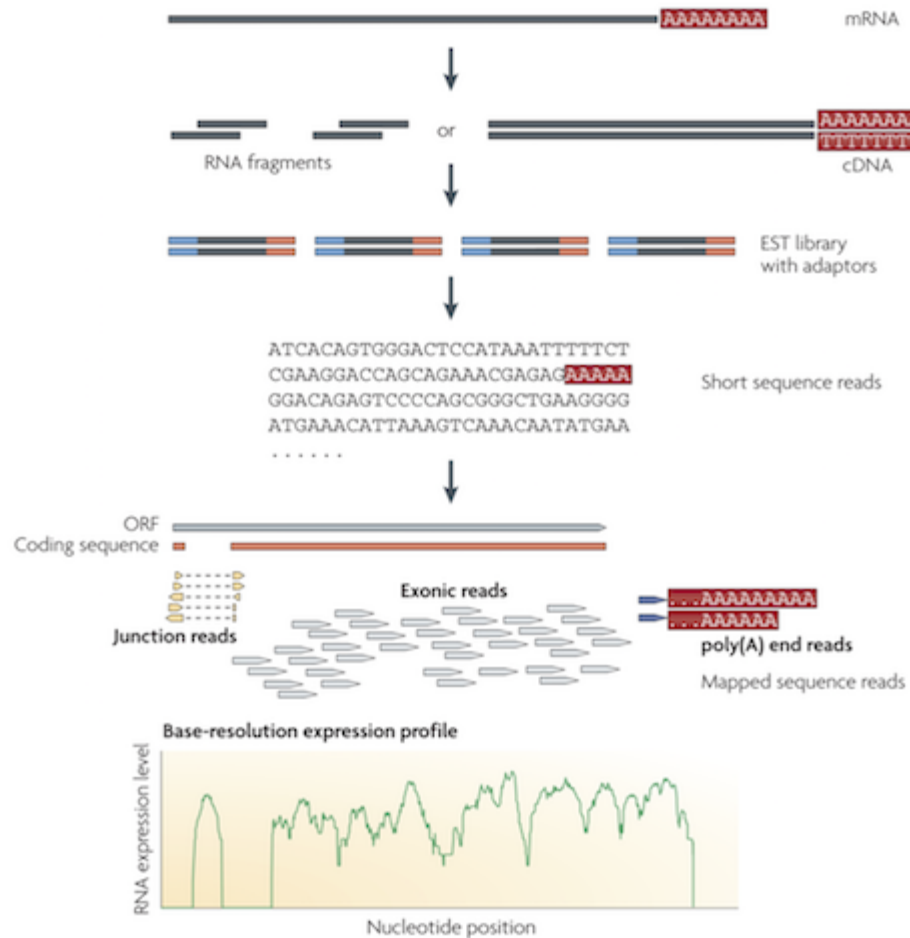 AAAAAAAA mRNA
or
AAAAAAA
TTTTTTT
RNA fragments
cDNA
EST library
with adaptors
ATCACAGTGGGACTCCATAAATTTTTCT
CGAAGGACCAGCAGAAACGAGAGAAAAA
GGACAGAGTCCCCAGCGGGCTGAAGGGG
ATGAAACATTAAAGTCAAACAATATGAA
. . . . . .
Short sequence reads
ORF
Coding sequence
Exonic reads
Junction reads
...AAAAAAAAA
...AAAAAA
poly(A) end reads
Mapped sequence reads
Base-resolution expression profile
RNA expression level
Nucleotide position